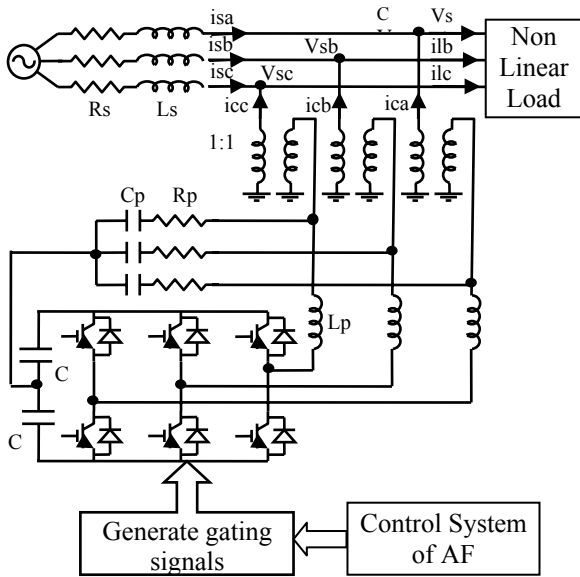 isa
C
Vs
isb
Vsb
ilb
isc
Vsc
ilc
Non
Linear
Load
Rs
Ls
icc
icb
ica
1:1
Cp
Rp
Lp
C
C
Generate gating
signals
Control System
of AF